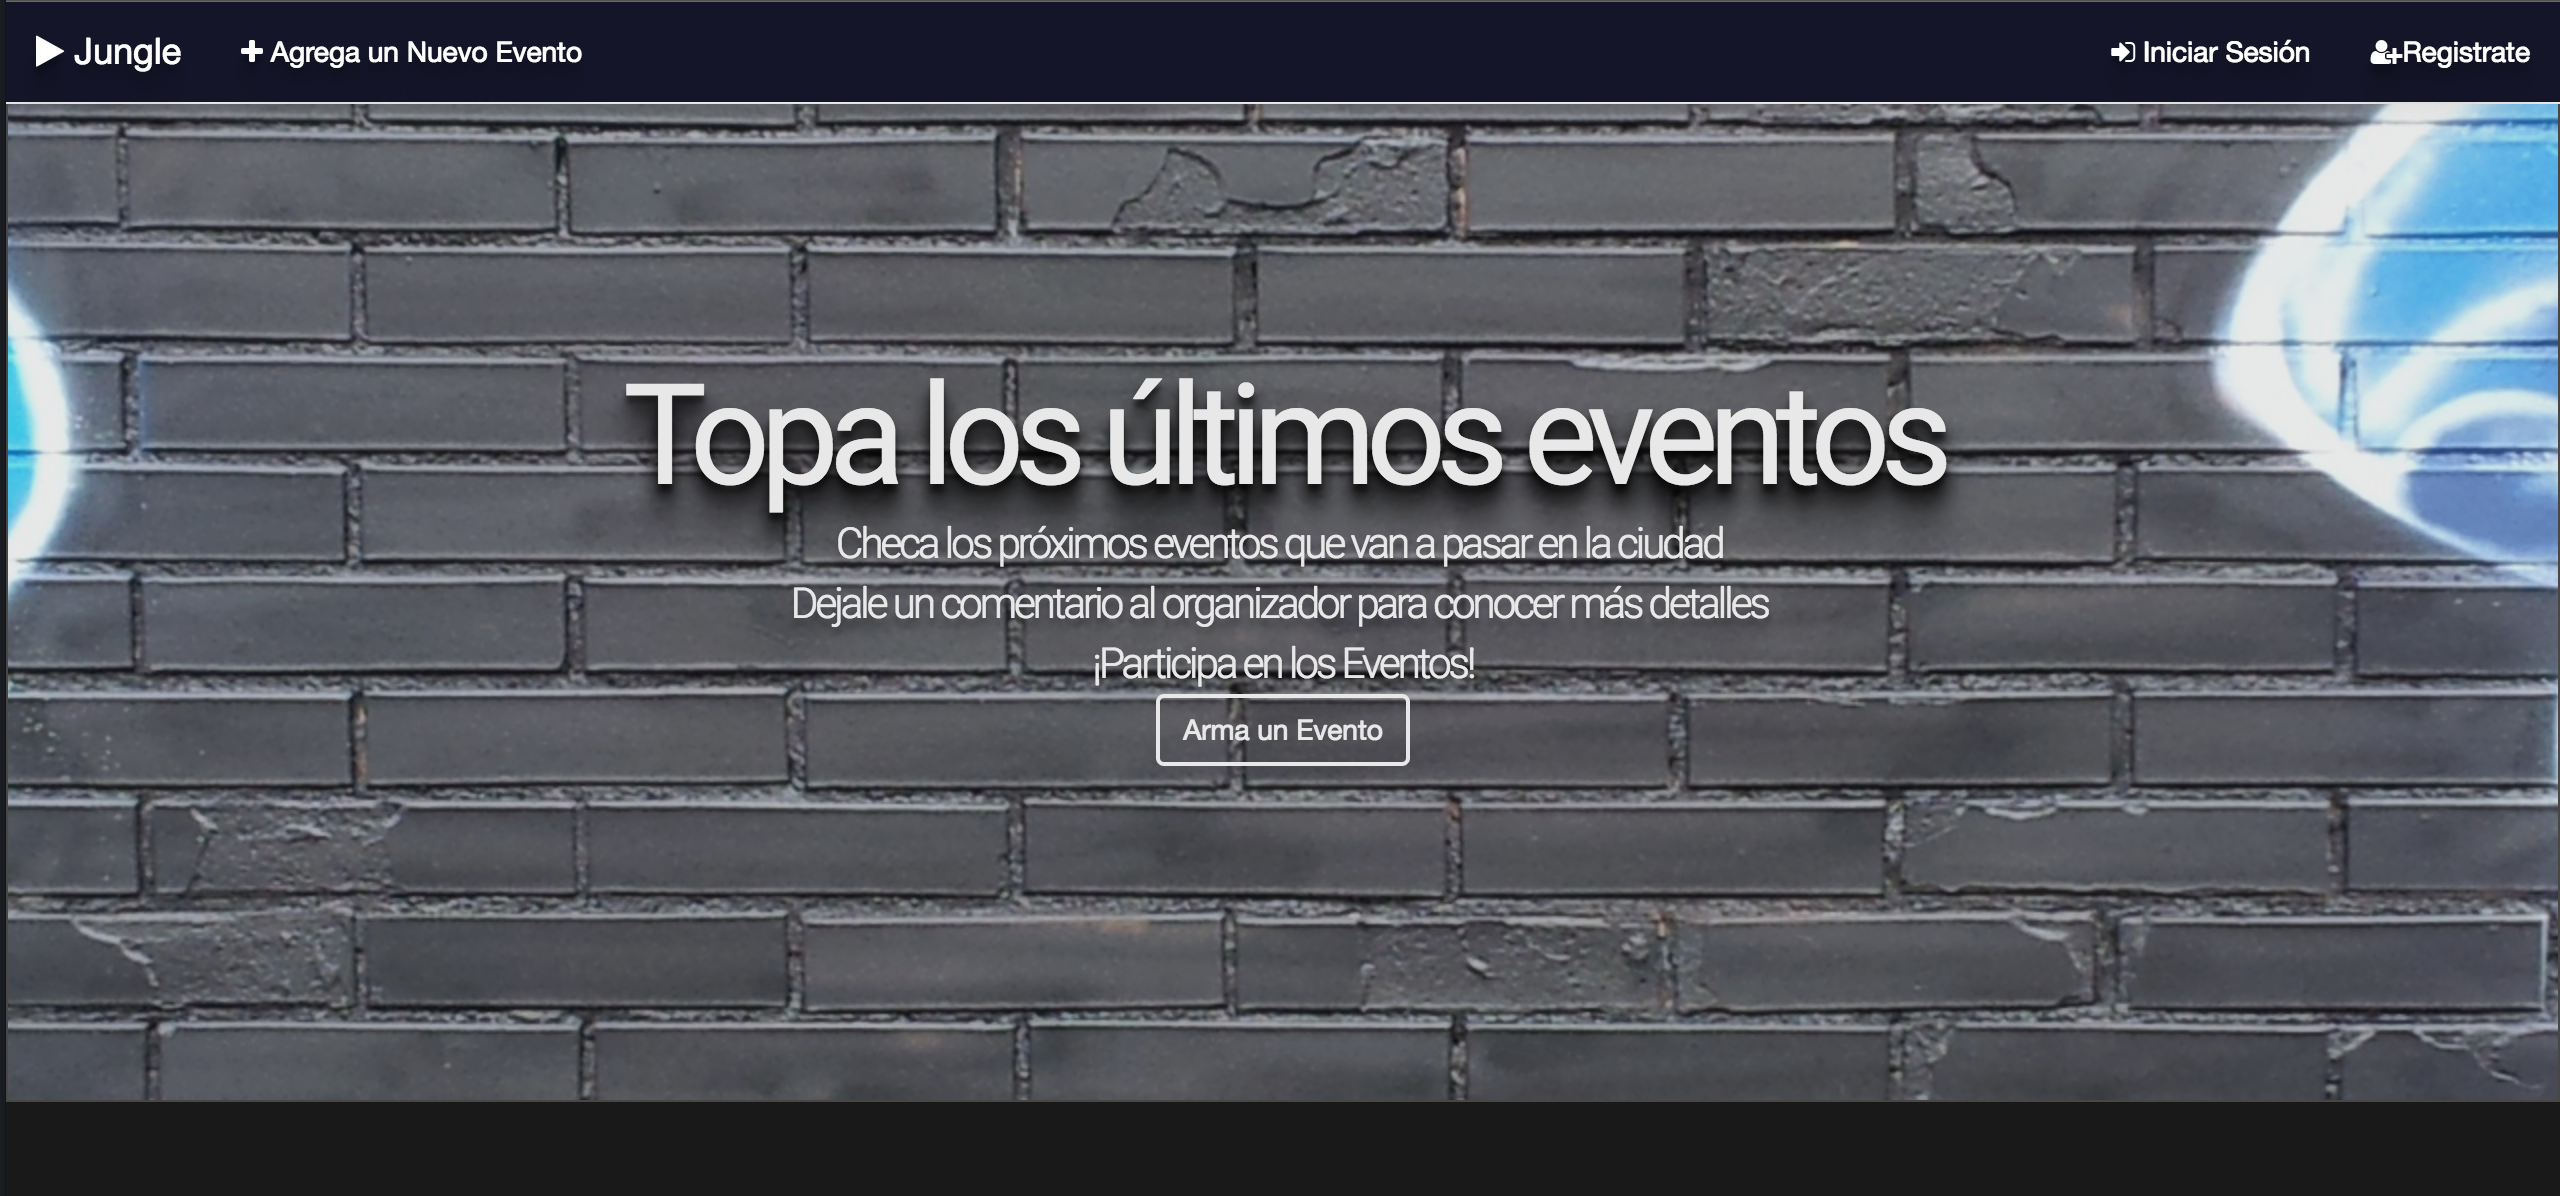 Jungle
Agrega un Nuevo Evento
Iniciar Sesión
Registrate
Topa los últimos eventos
Checa los próximos eventos que van a pasar en la ciudad
Dejale un comentario al organizador para conocer más detalles
¡Participa en los Eventos!
Arma un Evento